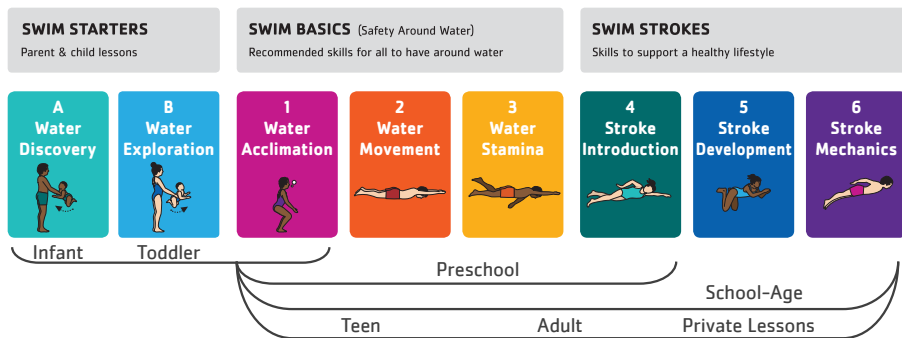 SWIM STARTERS
Parent & child lessons
SWIM BASICS (Safety Around Water)
Recommended skills for all to have around water
SWIM STROKES
Skills to support a healthy lifestyle
A
Water
Discovery
B
Water
Exploration
1
Water
Acclimation
2
Water
Movement
3
Water
Stamina
4
Stroke
Introduction
5
Stroke
Development
6
Stroke
Mechanics
Infant
Toddler
Preschool
School-Age
Teen
Adult
Private Lessons